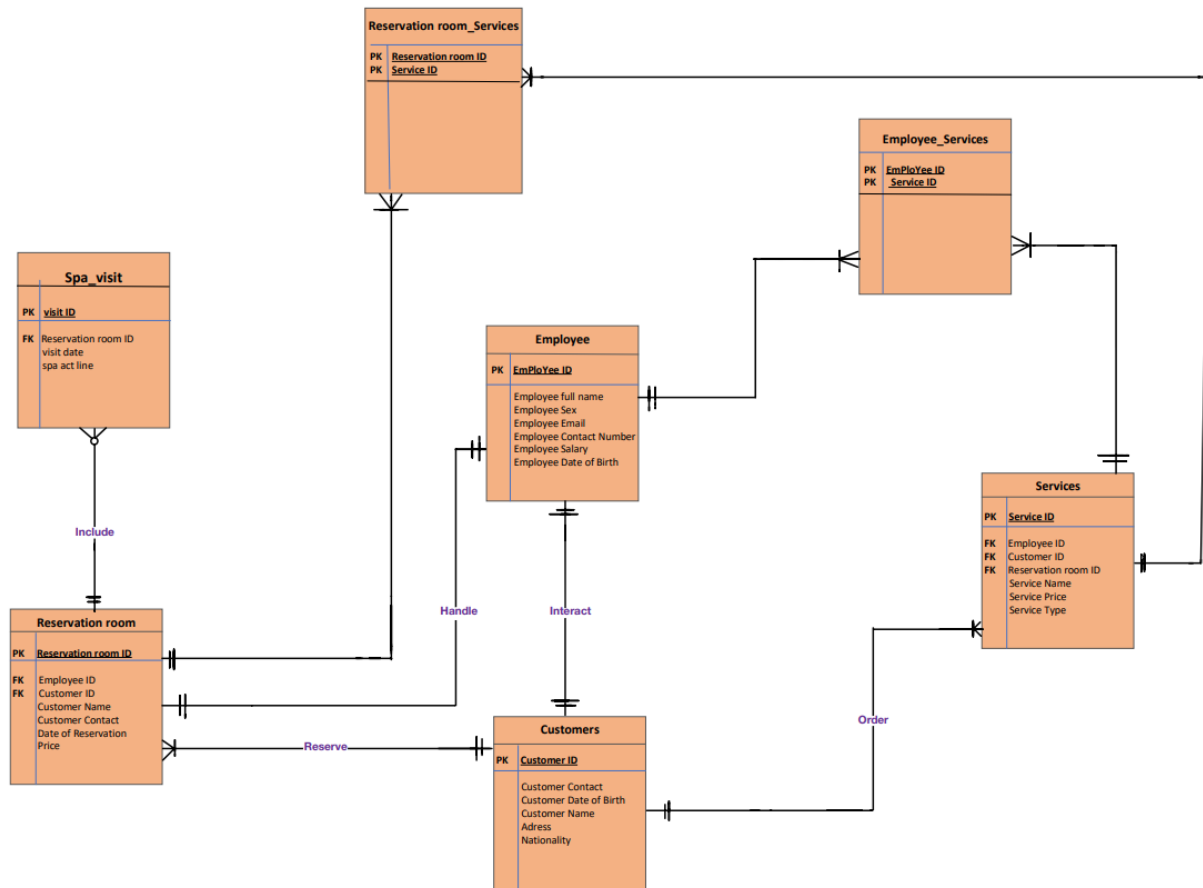 Reservation room_Services
PK Reservation room ID
PK Service ID
Employee_Services
PK EmPloYee ID
PK Service ID
Spa_visit
PK visit ID
FK Reservation room ID
visit date
spa act line
Employee
PK EmPloYee ID
Employee full name
Employee Sex
Employee Email
Employee Contact Number
Employee Salary
Employee Date of Birth
Services
PK Service ID
FK Employee ID
FK Customer ID
FK Reservation room ID
Service Name
Service Price
Service Type
Include
Handle
Interact
Reservation room
PK Reservation room ID
FK Employee ID
FK Customer ID
Customer Name
Customer Contact
Date of Reservation
Price
Reserve
Order
Customers
PK Customer ID
Customer Contact
Customer Date of Birth
Customer Name
Adress
Nationality